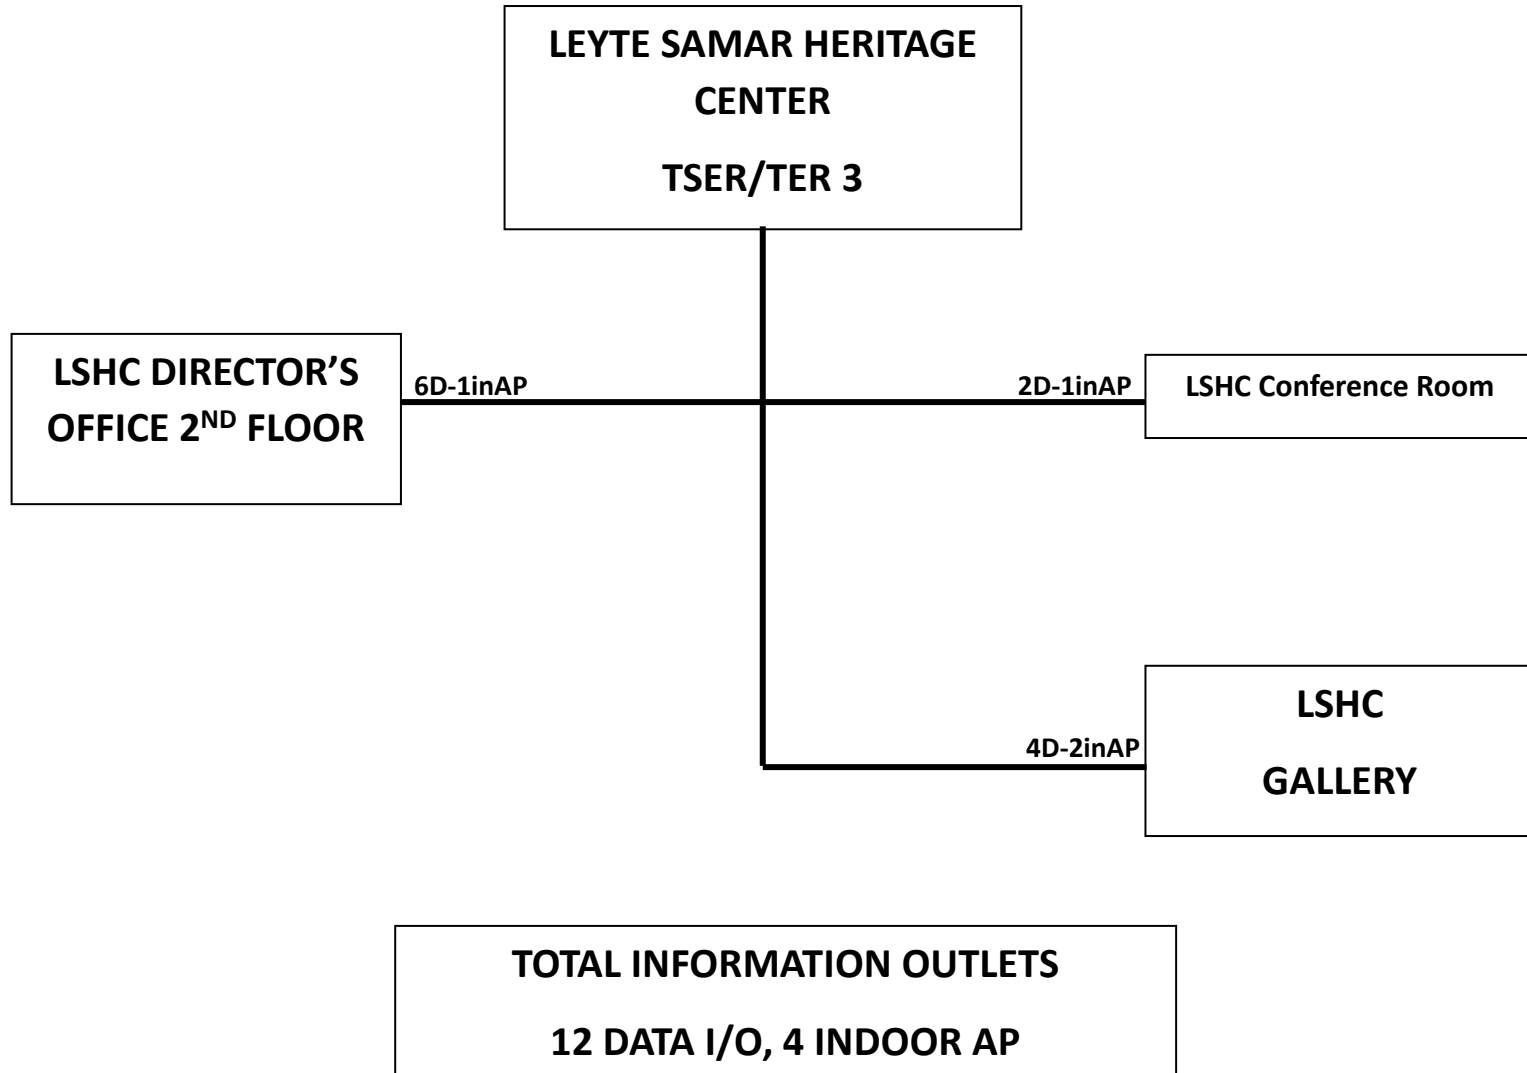 LEYTE SAMAR HERITAGE
CENTER
TSER/TER 3
LSHC DIRECTOR’S
OFFICE 2ND FLOOR
6D-1inAP
2D-1inAP
LSHC Conference Room
4D-2inAP
LSHC
GALLERY
TOTAL INFORMATION OUTLETS
12 DATA I/O, 4 INDOOR AP